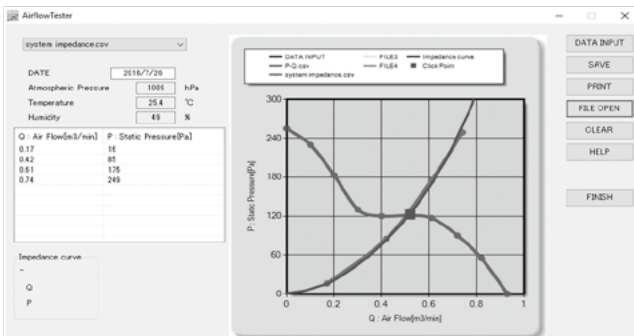 AirflowTester
system impedance.csv
DATE 2016/7/20
Atmospheric Pressure 1006 hPa
Temperature 25.4 °C
Humidity 49 %
Q : Air Flow[m3/min] P : Static Pressure[Pa]
0.17 16
0.42 85
0.61 175
0.74 249
Impedance curve
-
Q
P
DATA INPUT FILE3 Impedance curve
P-Q.csv FILE4 Click Point
system impedance.csv
300
240
180
120
60
0
P : Static Pressure[Pa]
0 0.2 0.4 0.6 0.8 1
Q : Air Flow[m3/min]
DATA INPUT
SAVE
PRINT
FILE OPEN
CLEAR
HELP
FINISH